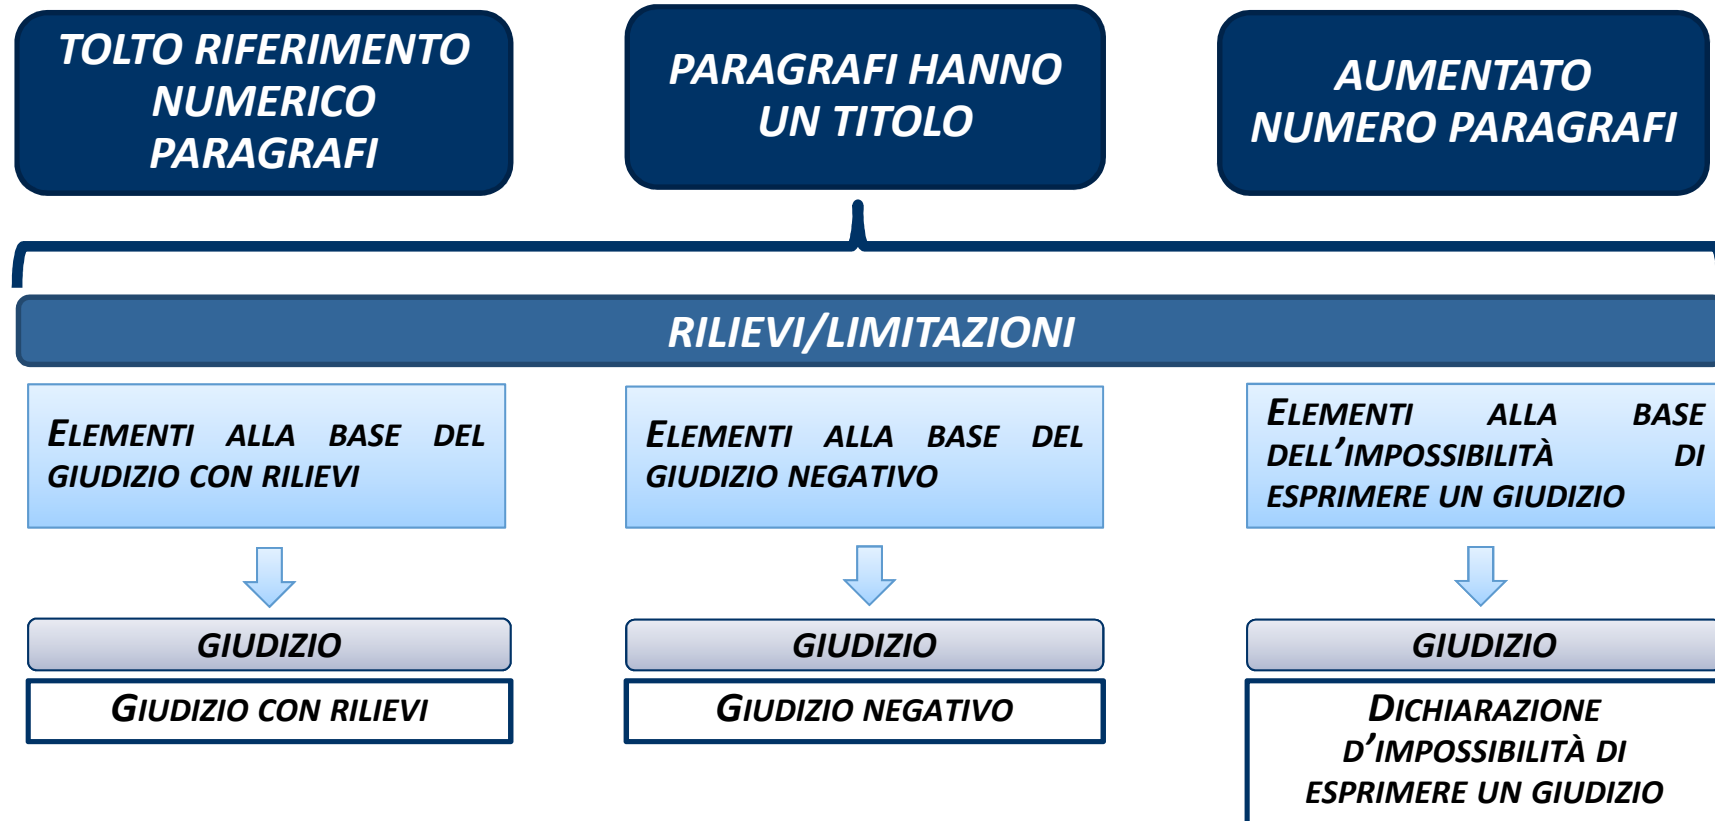 TOLTO RIFERIMENTO
NUMERICO
PARAGRAFI
PARAGRAFI HANNO
UN TITOLO
AUMENTATO
NUMERO PARAGRAFI
RILIEVI/LIMITAZIONI
ELEMENTI ALLA BASE DEL
GIUDIZIO CON RILIEVI
ELEMENTI ALLA BASE DEL
GIUDIZIO NEGATIVO
ELEMENTI ALLA BASE
DELL'IMPOSSIBILITÀ DI
ESPRIMERE UN GIUDIZIO
GIUDIZIO
GIUDIZIO CON RILIEVI
GIUDIZIO
GIUDIZIO NEGATIVO
GIUDIZIO
DICHIARAZIONE
D'IMPOSSIBILITÀ DI
ESPRIMERE UN GIUDIZIO